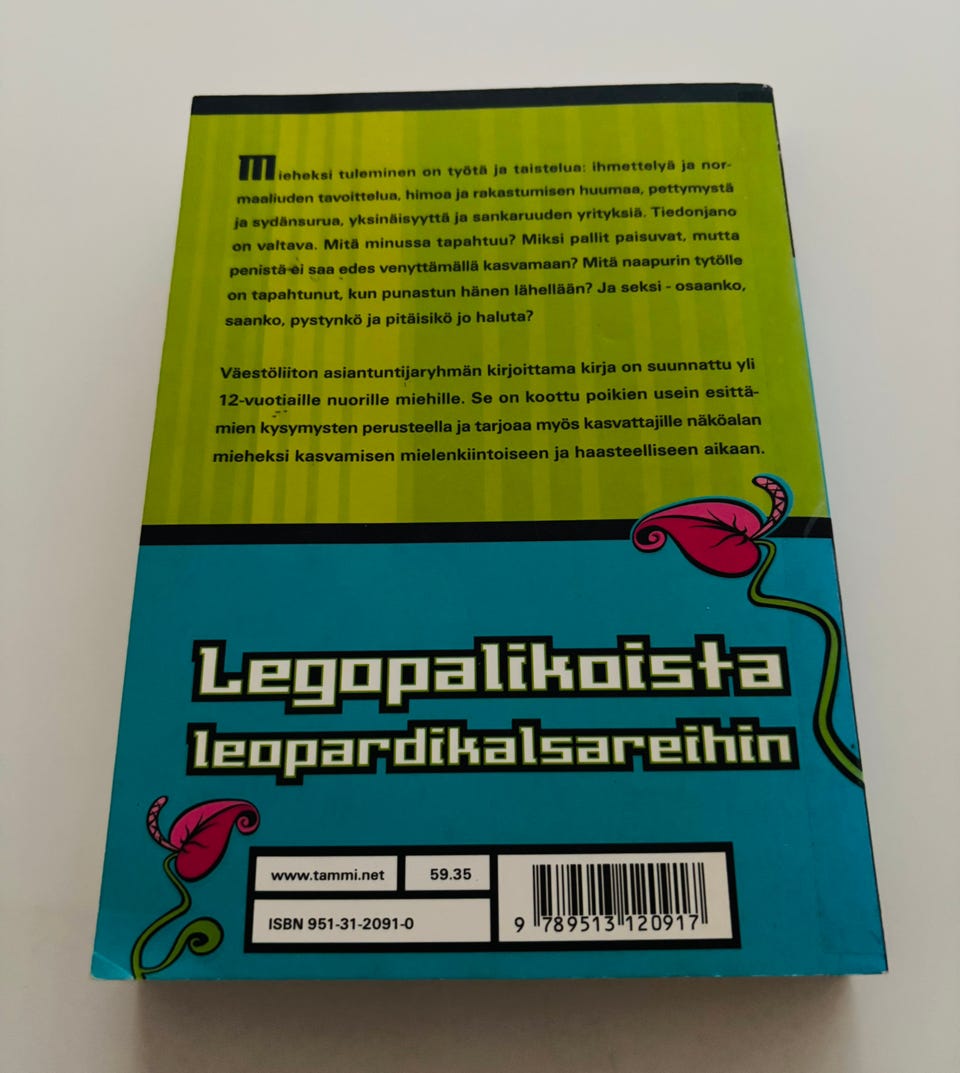 Mieheksi tuleminen on työtä ja taistelua: ihmettelyä ja nor-
maaliuden tavoittelua, himoa ja rakastumisen huumaa, pettymystä
ja sydänsurua, yksinäisyyttä ja sankaruuden yrityksiä. Tiedonjano
on valtava. Mitä minussa tapahtuu? Miksi pallit paisuvat, mutta
penistä ei saa edes venyttämällä kasvamaan? Mitä naapurin tytölle
on tapahtunut, kun punastun hänen lähellään? Ja seksi - osaanko,
saanko, pystynkö ja pitäisikö jo haluta?
Väestöliiton asiantuntijaryhmän kirjoittama kirja on suunnattu yli
12-vuotiaille nuorille miehille. Se on koottu poikien usein esittä-
mien kysymysten perusteella ja tarjoaa myös kasvattajille näköalan
mieheksi kasvamisen mielenkiintoiseen ja haasteelliseen aikaan.
Legopalikoista
leopardikalsareihin
www.tammi.net
59.35
ISBN 951-31-2091-0
9 789513 120917